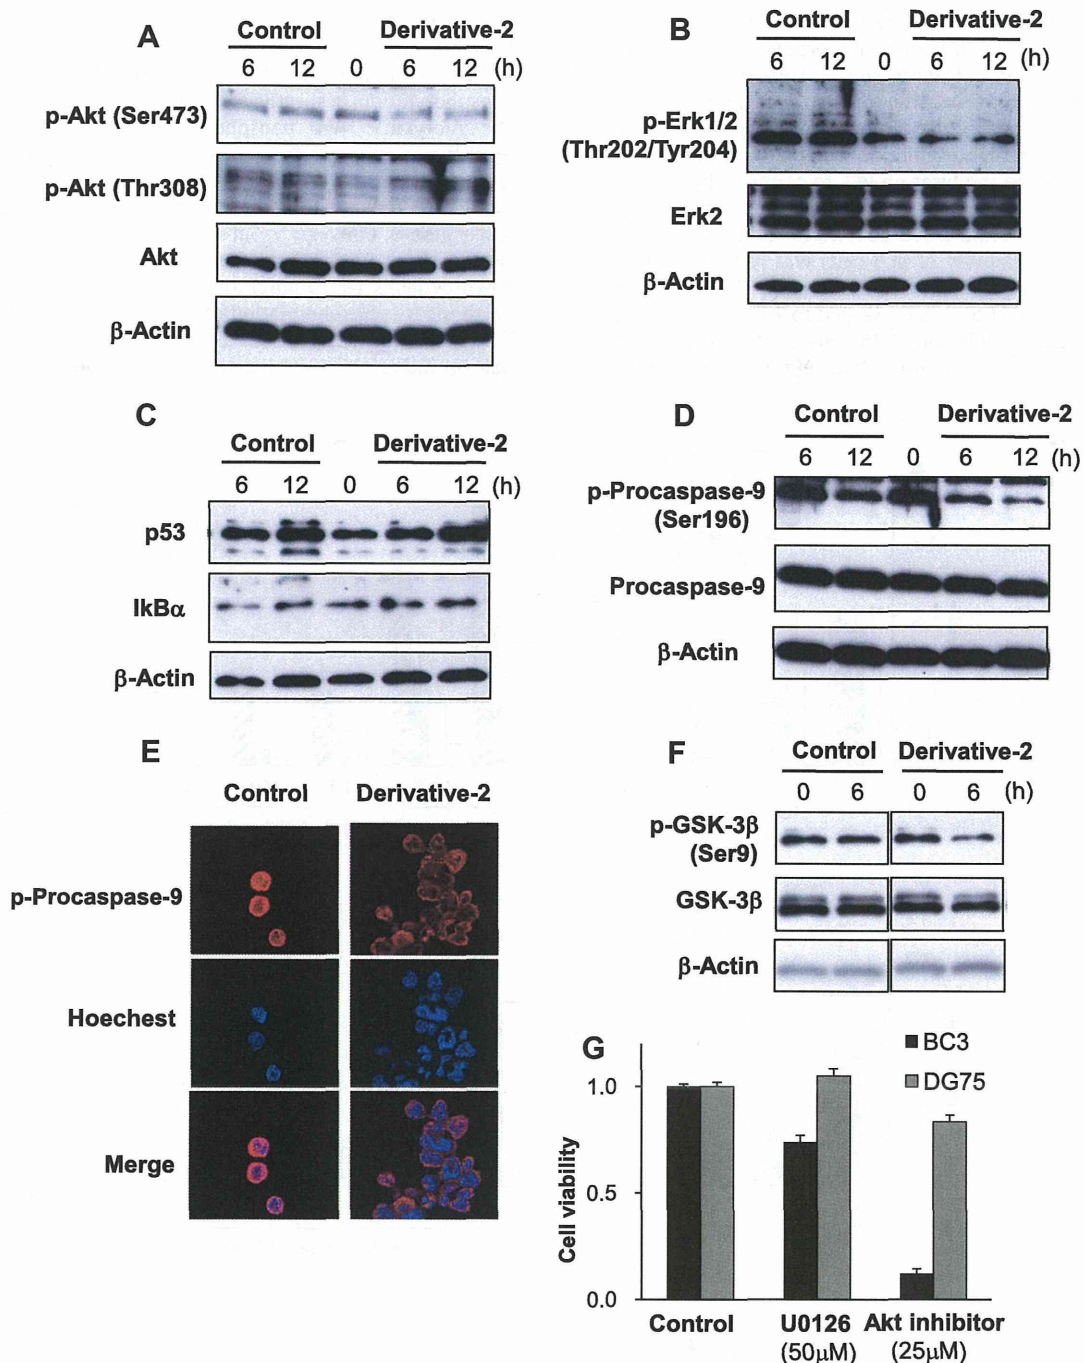 A
Control Derivative-2
6 12 0 6 12 (h)
p-Akt (Ser473)
p-Akt (Thr308)
Akt
β-Actin
B
Control Derivative-2
6 12 0 6 12 (h)
p-Erk1/2
(Thr202/Tyr204)
Erk2
β-Actin
C
Control Derivative-2
6 12 0 6 12 (h)
p53
IkBα
β-Actin
D
Control Derivative-2
6 12 0 6 12 (h)
p-Procaspase-9
(Ser196)
Procaspase-9
β-Actin
E
Control Derivative-2
p-Procaspase-9
Hoechest
Merge
F
Control Derivative-2
0 6 0 6 (h)
p-GSK-3β
(Ser9)
GSK-3β
β-Actin
G
BC3
DG75
Cell viability
1.0
0.5
0.0
Control U0126 Akt inhibitor
(50μM) (25μM)